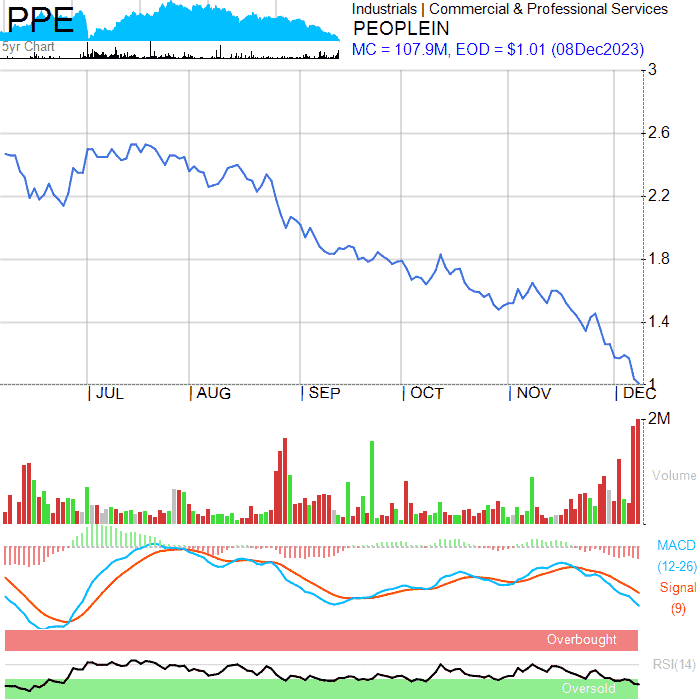 PPE
5yr Chart
Industrials | Commercial & Professional Services
PEOPLEIN
MC = 107.9M, EOD = $1.01 (08Dec2023)
3
2.6
2.2
1.8
1.4
1
JUL AUG SEP OCT NOV DEC
2M
Volume
MACD
(12-26)
Signal
(9)
Overbought
RSI(14)
Oversold